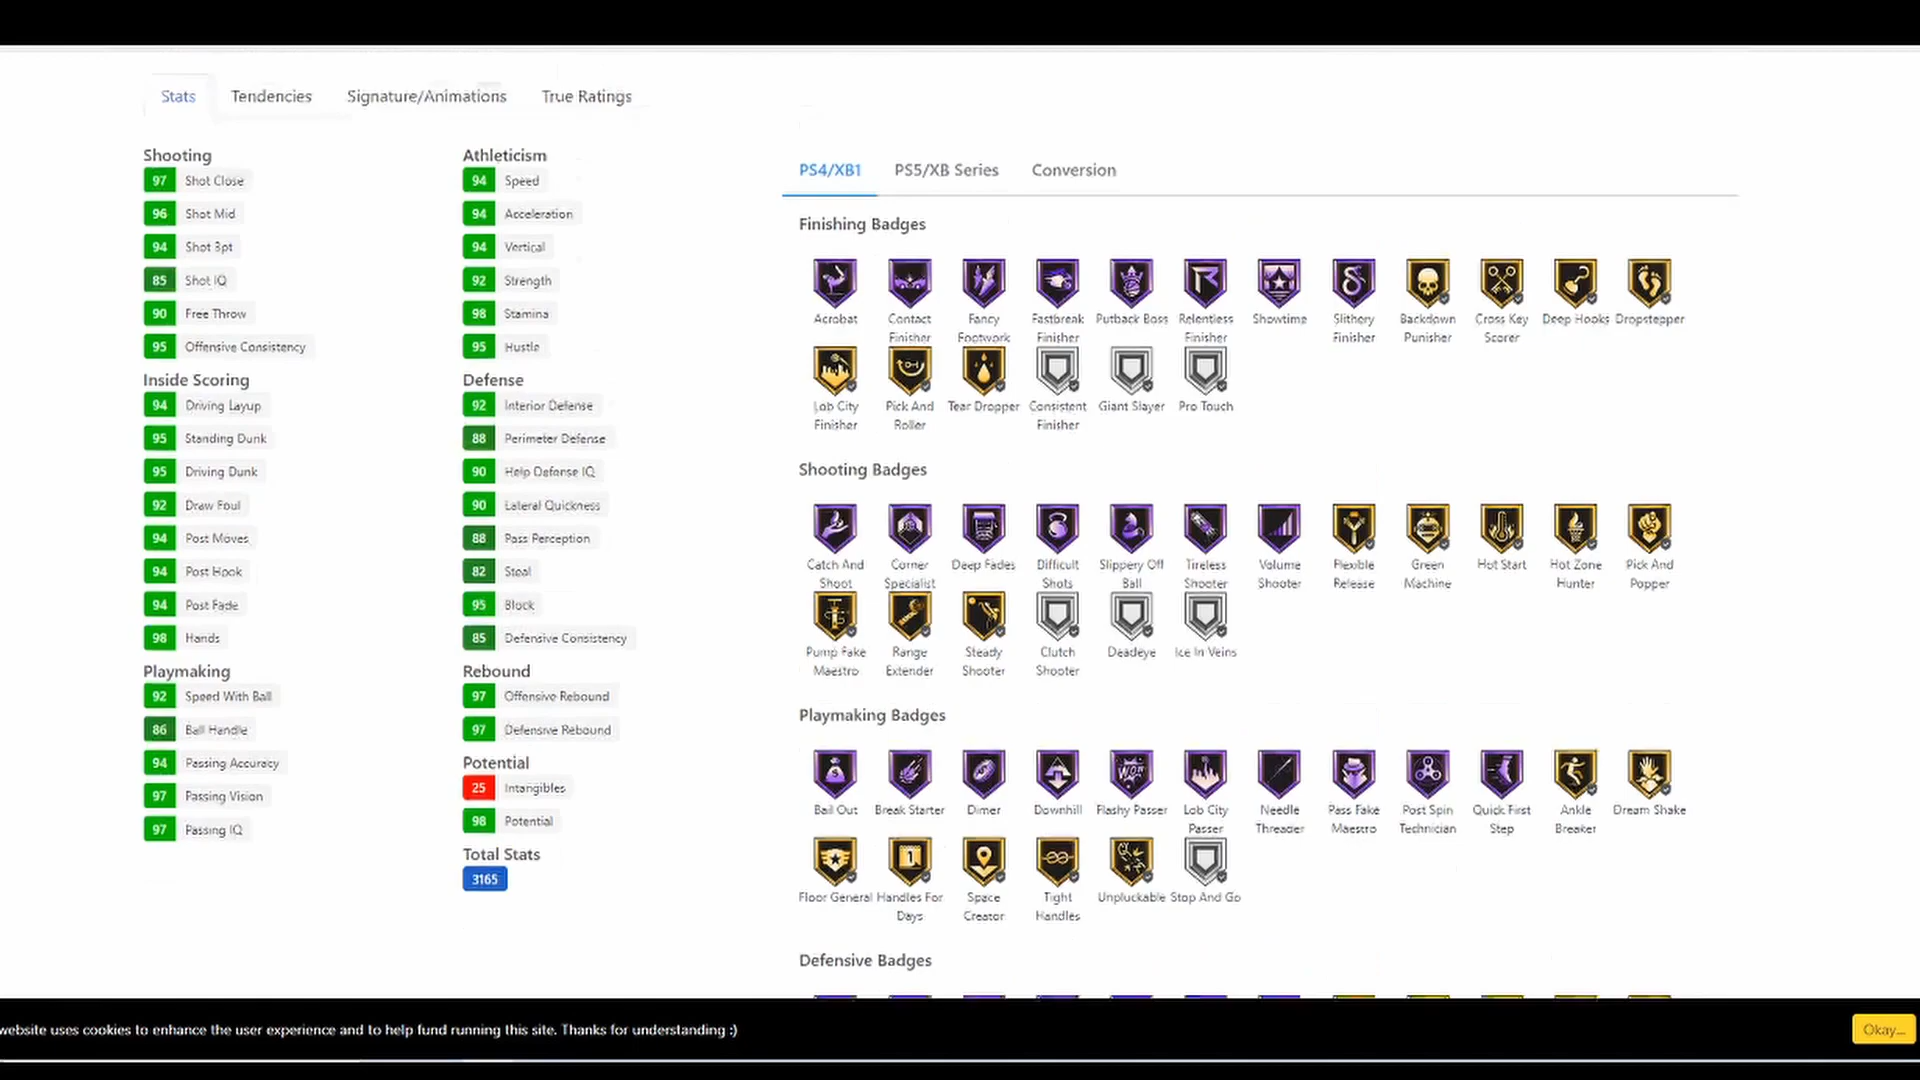 Stats Tendencies Signature/Animations True Ratings
Shooting
97 Shot Close
96 Shot Mid
94 Shot 3pt
85 Shot IQ
90 Free Throw
95 Offensive Consistency
Inside Scoring
94 Driving Layup
95 Standing Dunk
95 Driving Dunk
92 Draw Foul
94 Post Moves
94 Post Hook
94 Post Fade
98 Hands
Playmaking
92 Speed With Ball
86 Ball Handle
94 Passing Accuracy
97 Passing Vision
97 Passing IQ
Athleticism
94 Speed
94 Acceleration
94 Vertical
92 Strength
98 Stamina
95 Hustle
Defense
92 Interior Defense
88 Perimeter Defense
90 Help Defense IQ
90 Lateral Quickness
88 Pass Perception
82 Steal
95 Block
85 Defensive Consistency
Rebound
97 Offensive Rebound
97 Defensive Rebound
Potential
25 Intangibles
98 Potential
Total Stats
3165
PS4/XB1 PS5/XB Series Conversion
Finishing Badges
Acrobat Contact Fancy Fastbreak Putback Boss Relentless Showtime Slithery Backdown Cross Key Deep Hooks Dropstepper
Finisher Footwork Finisher Finisher Finisher Punisher Scorer
Lob City Pick And Tear Dropper Consistent Giant Slayer Pro Touch
Finisher Roller Finisher
Shooting Badges
Catch And Corner Deep Fades Difficult Slippery Off Tireless Volume Flexible Green Hot Start Hot Zone Pick And
Shoot Specialist Shots Ball Shooter Shooter Release Machine Hunter Popper
Pump Fake Range Steady Clutch Deadeye Ice In Veins
Maestro Extender Shooter Shooter
Playmaking Badges
Bail Out Break Starter Dimer Downhill Flashy Passer Lob City Needle Pass Fake Post Spin Quick First Ankle Dream Shake
Passer Threader Maestro Technician Step Breaker
Floor General Handles For Space Tight Unpluckable Stop And Go
Days Creator Handles
Defensive Badges
website uses cookies to enhance the user experience and to help fund running this site. Thanks for understanding :)
Okay...